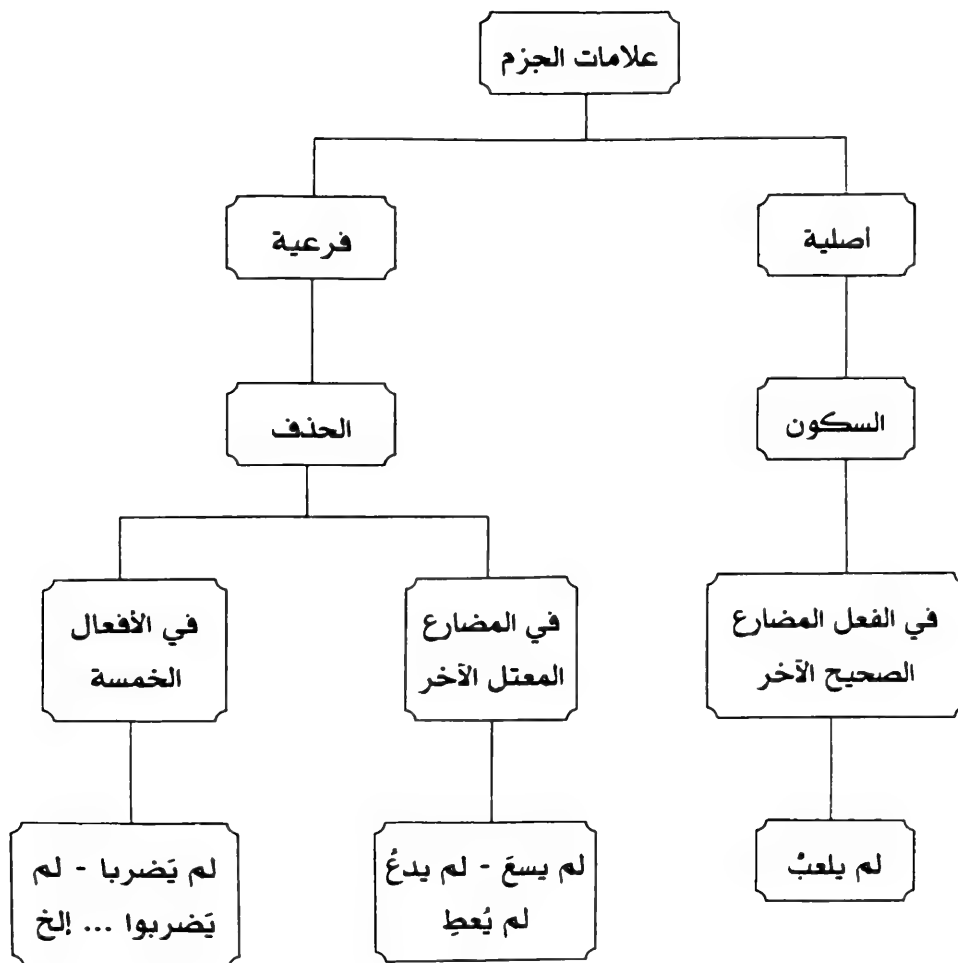 علامات الجزم
أصلية
فرعية
السكون
الحذف
في الفعل المضارع
الصحيح الآخر
في المضارع
المعتل الآخر
في الأفعال
الخمسة
لم يلعبْ
لم يسعَ - لم يدعُ
لم يُعطِ
لم يَضربا - لم
يَضربوا ... إلخ